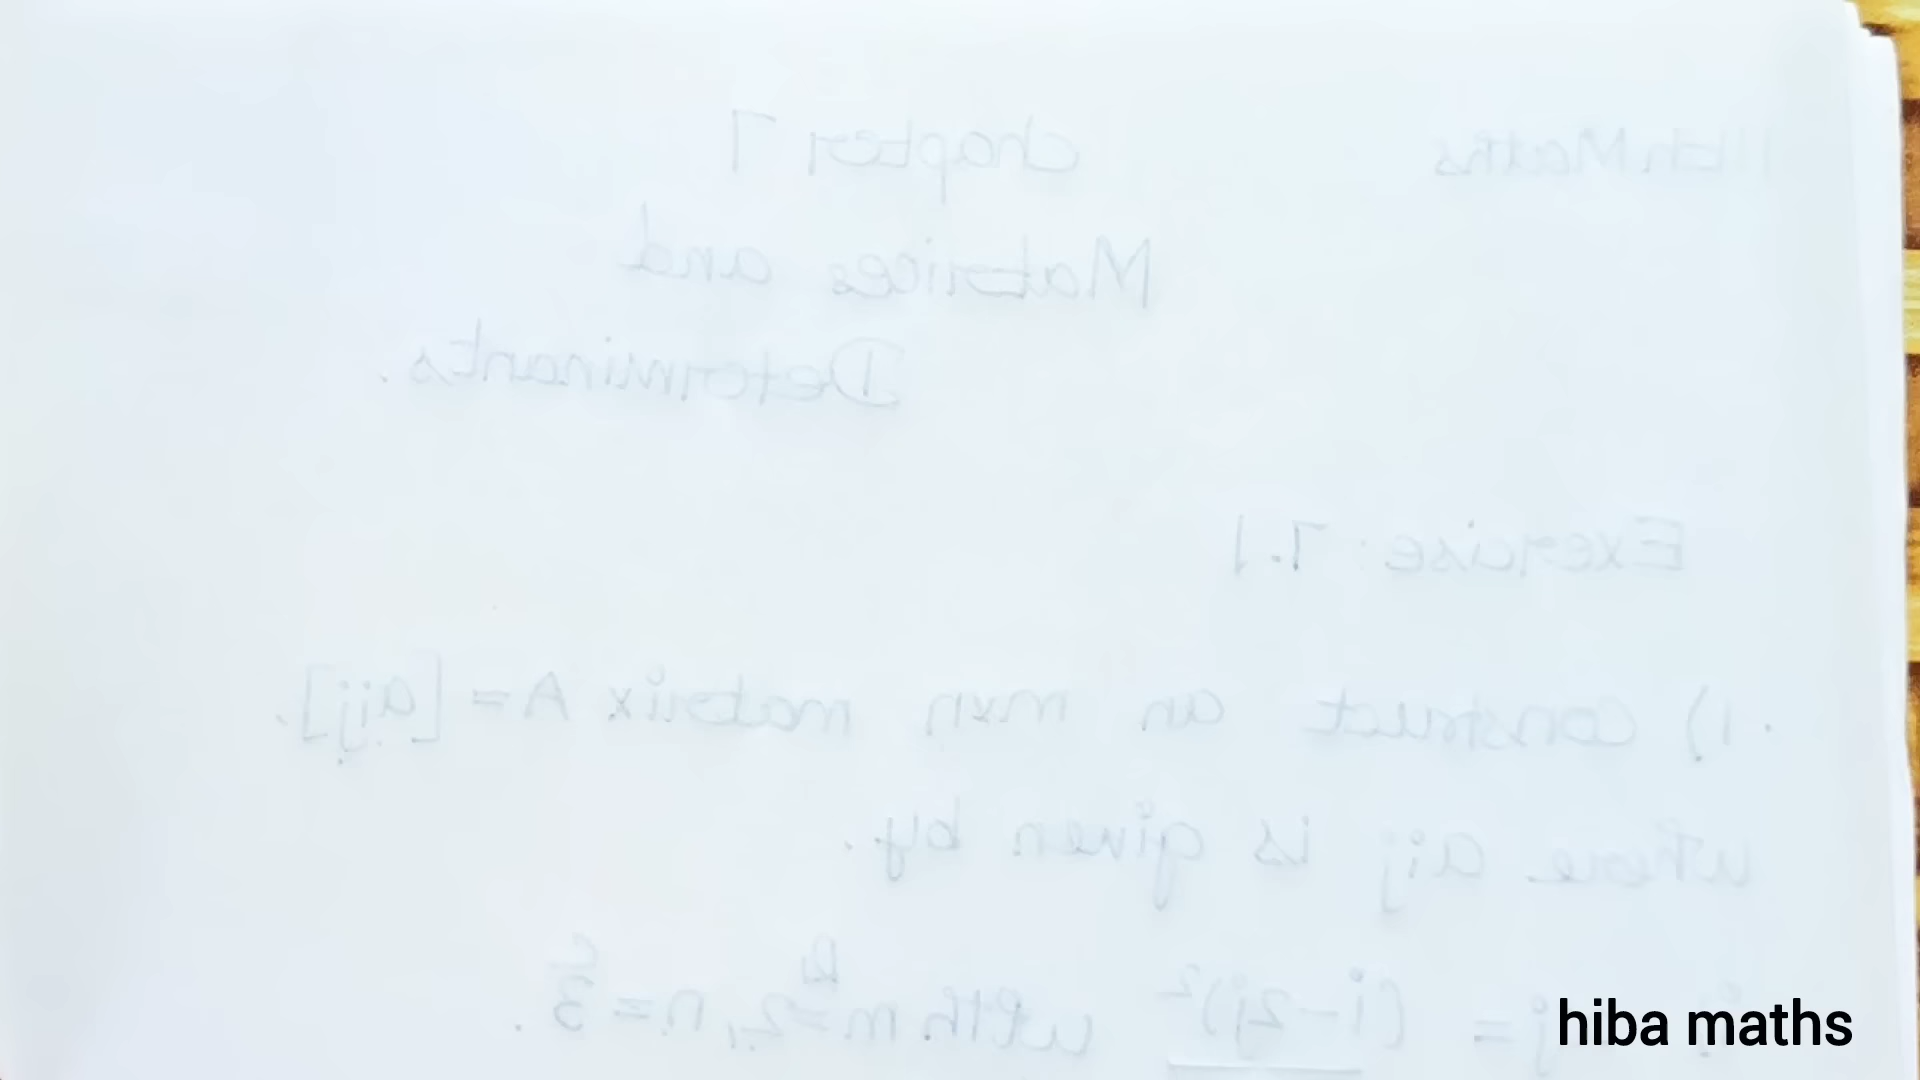 11th Maths
chapter 7
Matrices and
Determinants.
Exercise: 7.1
1) construct an mxn matrix A = [aij].
where aij is given by.
j = (i-2j)² with m=2, n=3.
hiba maths